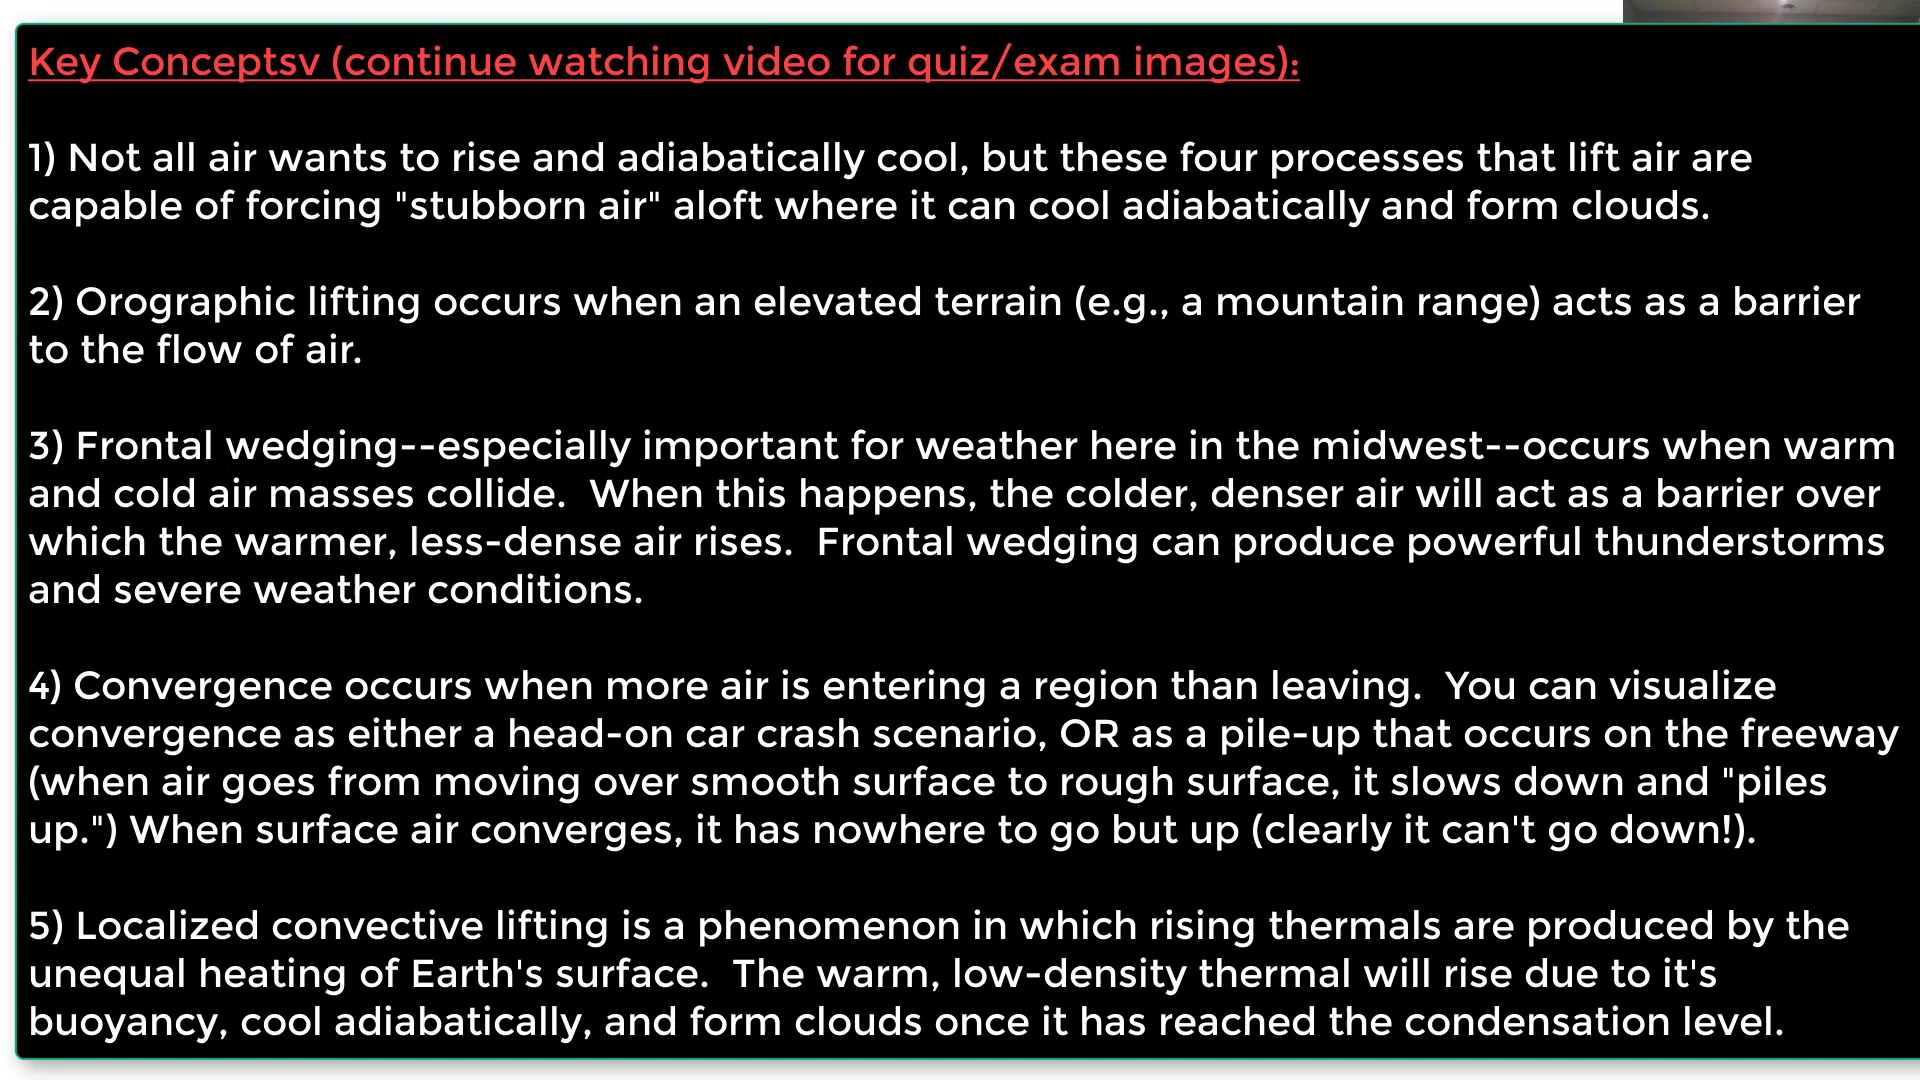 Key Conceptsv (continue watching video for quiz/exam images):
1) Not all air wants to rise and adiabatically cool, but these four processes that lift air are
capable of forcing "stubborn air" aloft where it can cool adiabatically and form clouds.
2) Orographic lifting occurs when an elevated terrain (e.g., a mountain range) acts as a barrier
to the flow of air.
3) Frontal wedging--especially important for weather here in the midwest--occurs when warm
and cold air masses collide.  When this happens, the colder, denser air will act as a barrier over
which the warmer, less-dense air rises.  Frontal wedging can produce powerful thunderstorms
and severe weather conditions.
4) Convergence occurs when more air is entering a region than leaving.  You can visualize
convergence as either a head-on car crash scenario, OR as a pile-up that occurs on the freeway
(when air goes from moving over smooth surface to rough surface, it slows down and "piles
up.") When surface air converges, it has nowhere to go but up (clearly it can't go down!).
5) Localized convective lifting is a phenomenon in which rising thermals are produced by the
unequal heating of Earth's surface.  The warm, low-density thermal will rise due to it's
buoyancy, cool adiabatically, and form clouds once it has reached the condensation level.